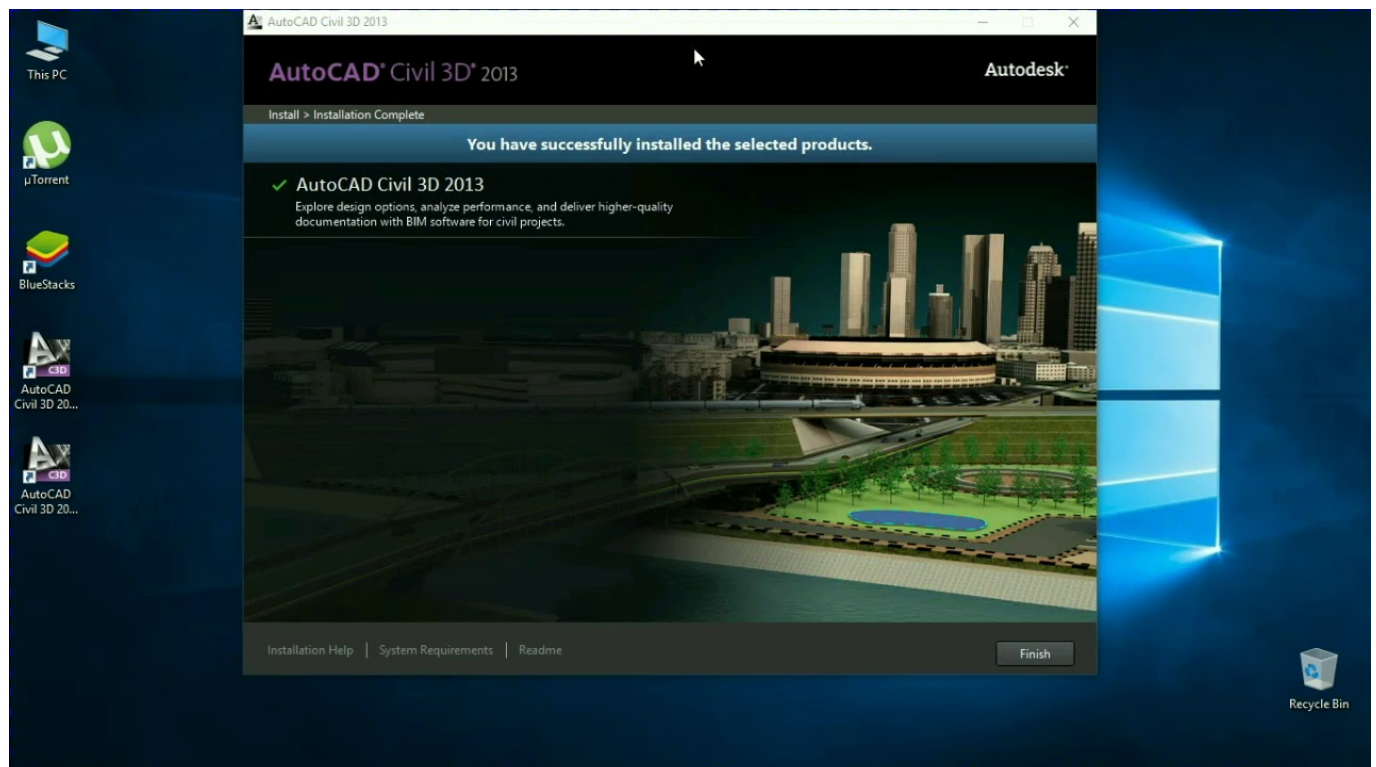 This PC
µTorrent
BlueStacks
C3D
AutoCAD
Civil 3D 20...
C3D
AutoCAD
Civil 3D 20...
AutoCAD Civil 3D 2013
AutoCAD® Civil 3D® 2013
Autodesk®
Install > Installation Complete
You have successfully installed the selected products.
AutoCAD Civil 3D 2013
Explore design options, analyze performance, and deliver higher-quality
documentation with BIM software for civil projects.
Installation Help | System Requirements | Readme
Finish
Recycle Bin